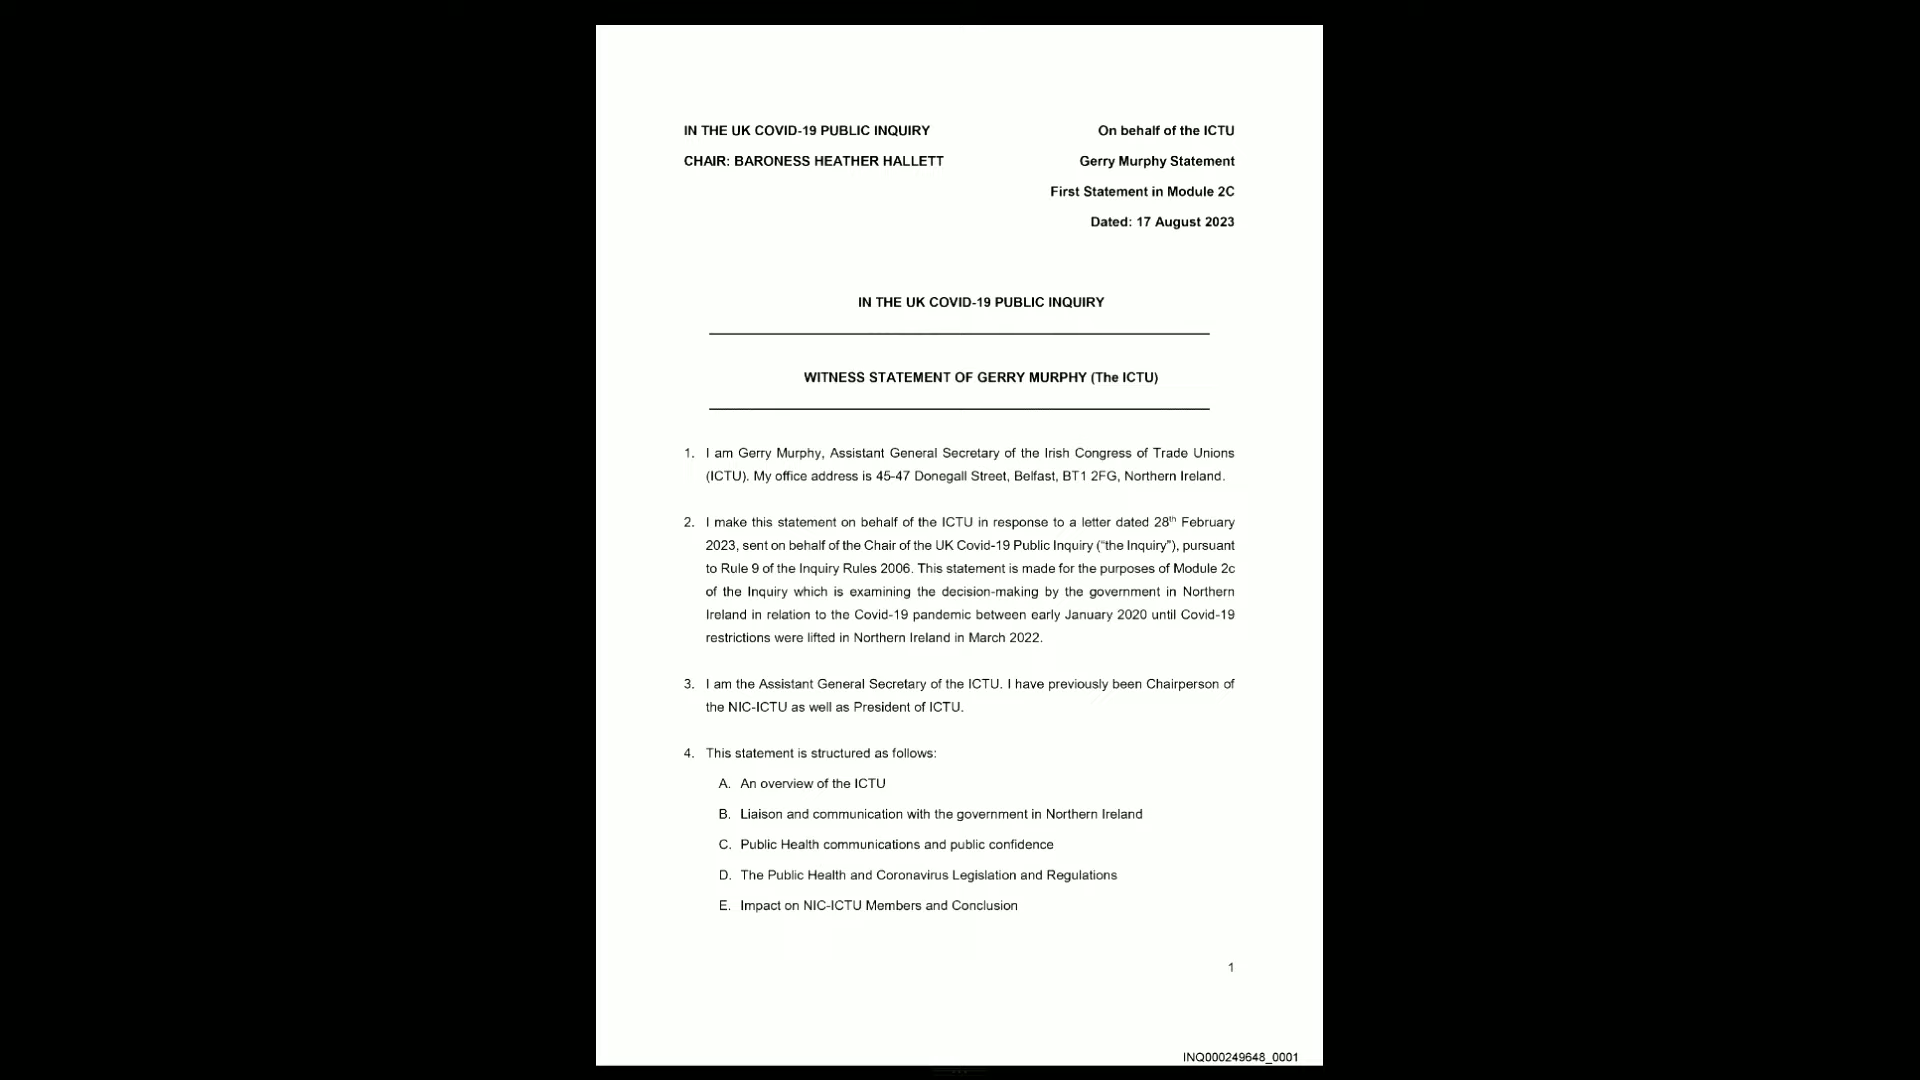 IN THE UK COVID-19 PUBLIC INQUIRY
On behalf of the ICTU
CHAIR: BARONESS HEATHER HALLETT
Gerry Murphy Statement
First Statement in Module 2C
Dated: 17 August 2023
IN THE UK COVID-19 PUBLIC INQUIRY
WITNESS STATEMENT OF GERRY MURPHY (The ICTU)
1. I am Gerry Murphy, Assistant General Secretary of the Irish Congress of Trade Unions
(ICTU). My office address is 45-47 Donegall Street, Belfast, BT1 2FG, Northern Ireland.
2. I make this statement on behalf of the ICTU in response to a letter dated 28th February
2023, sent on behalf of the Chair of the UK Covid-19 Public Inquiry (“the Inquiry”), pursuant
to Rule 9 of the Inquiry Rules 2006. This statement is made for the purposes of Module 2c
of the Inquiry which is examining the decision-making by the government in Northern
Ireland in relation to the Covid-19 pandemic between early January 2020 until Covid-19
restrictions were lifted in Northern Ireland in March 2022.
3. I am the Assistant General Secretary of the ICTU. I have previously been Chairperson of
the NIC-ICTU as well as President of ICTU.
4. This statement is structured as follows:
A. An overview of the ICTU
B. Liaison and communication with the government in Northern Ireland
C. Public Health communications and public confidence
D. The Public Health and Coronavirus Legislation and Regulations
E. Impact on NIC-ICTU Members and Conclusion
1
INQ000249648_0001